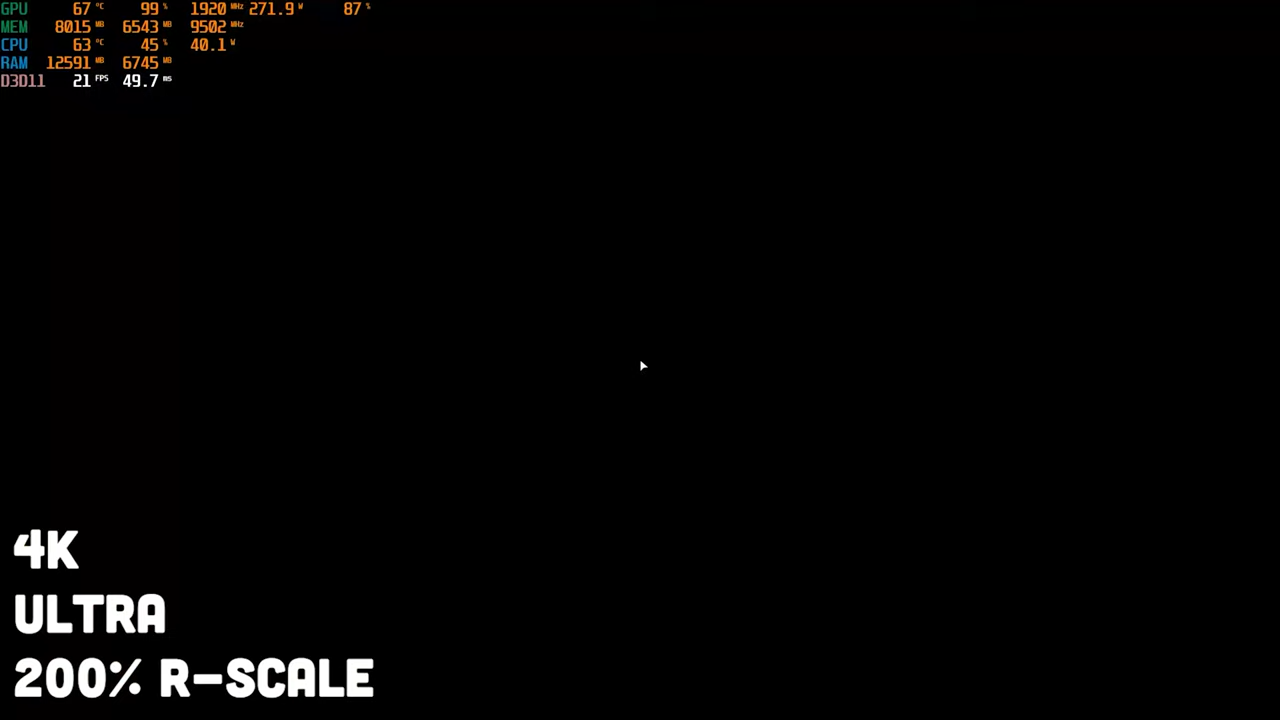 GPU 67 °C 99 % 1920 MHz 271.9 W 87 %
MEM 8015 MB 6543 MB 9502 MHz
CPU 63 °C 45 % 40.1 W
RAM 12591 MB 6745 MB
D3D11 21 FPS 49.7 ms
4K
ULTRA
200% R-SCALE